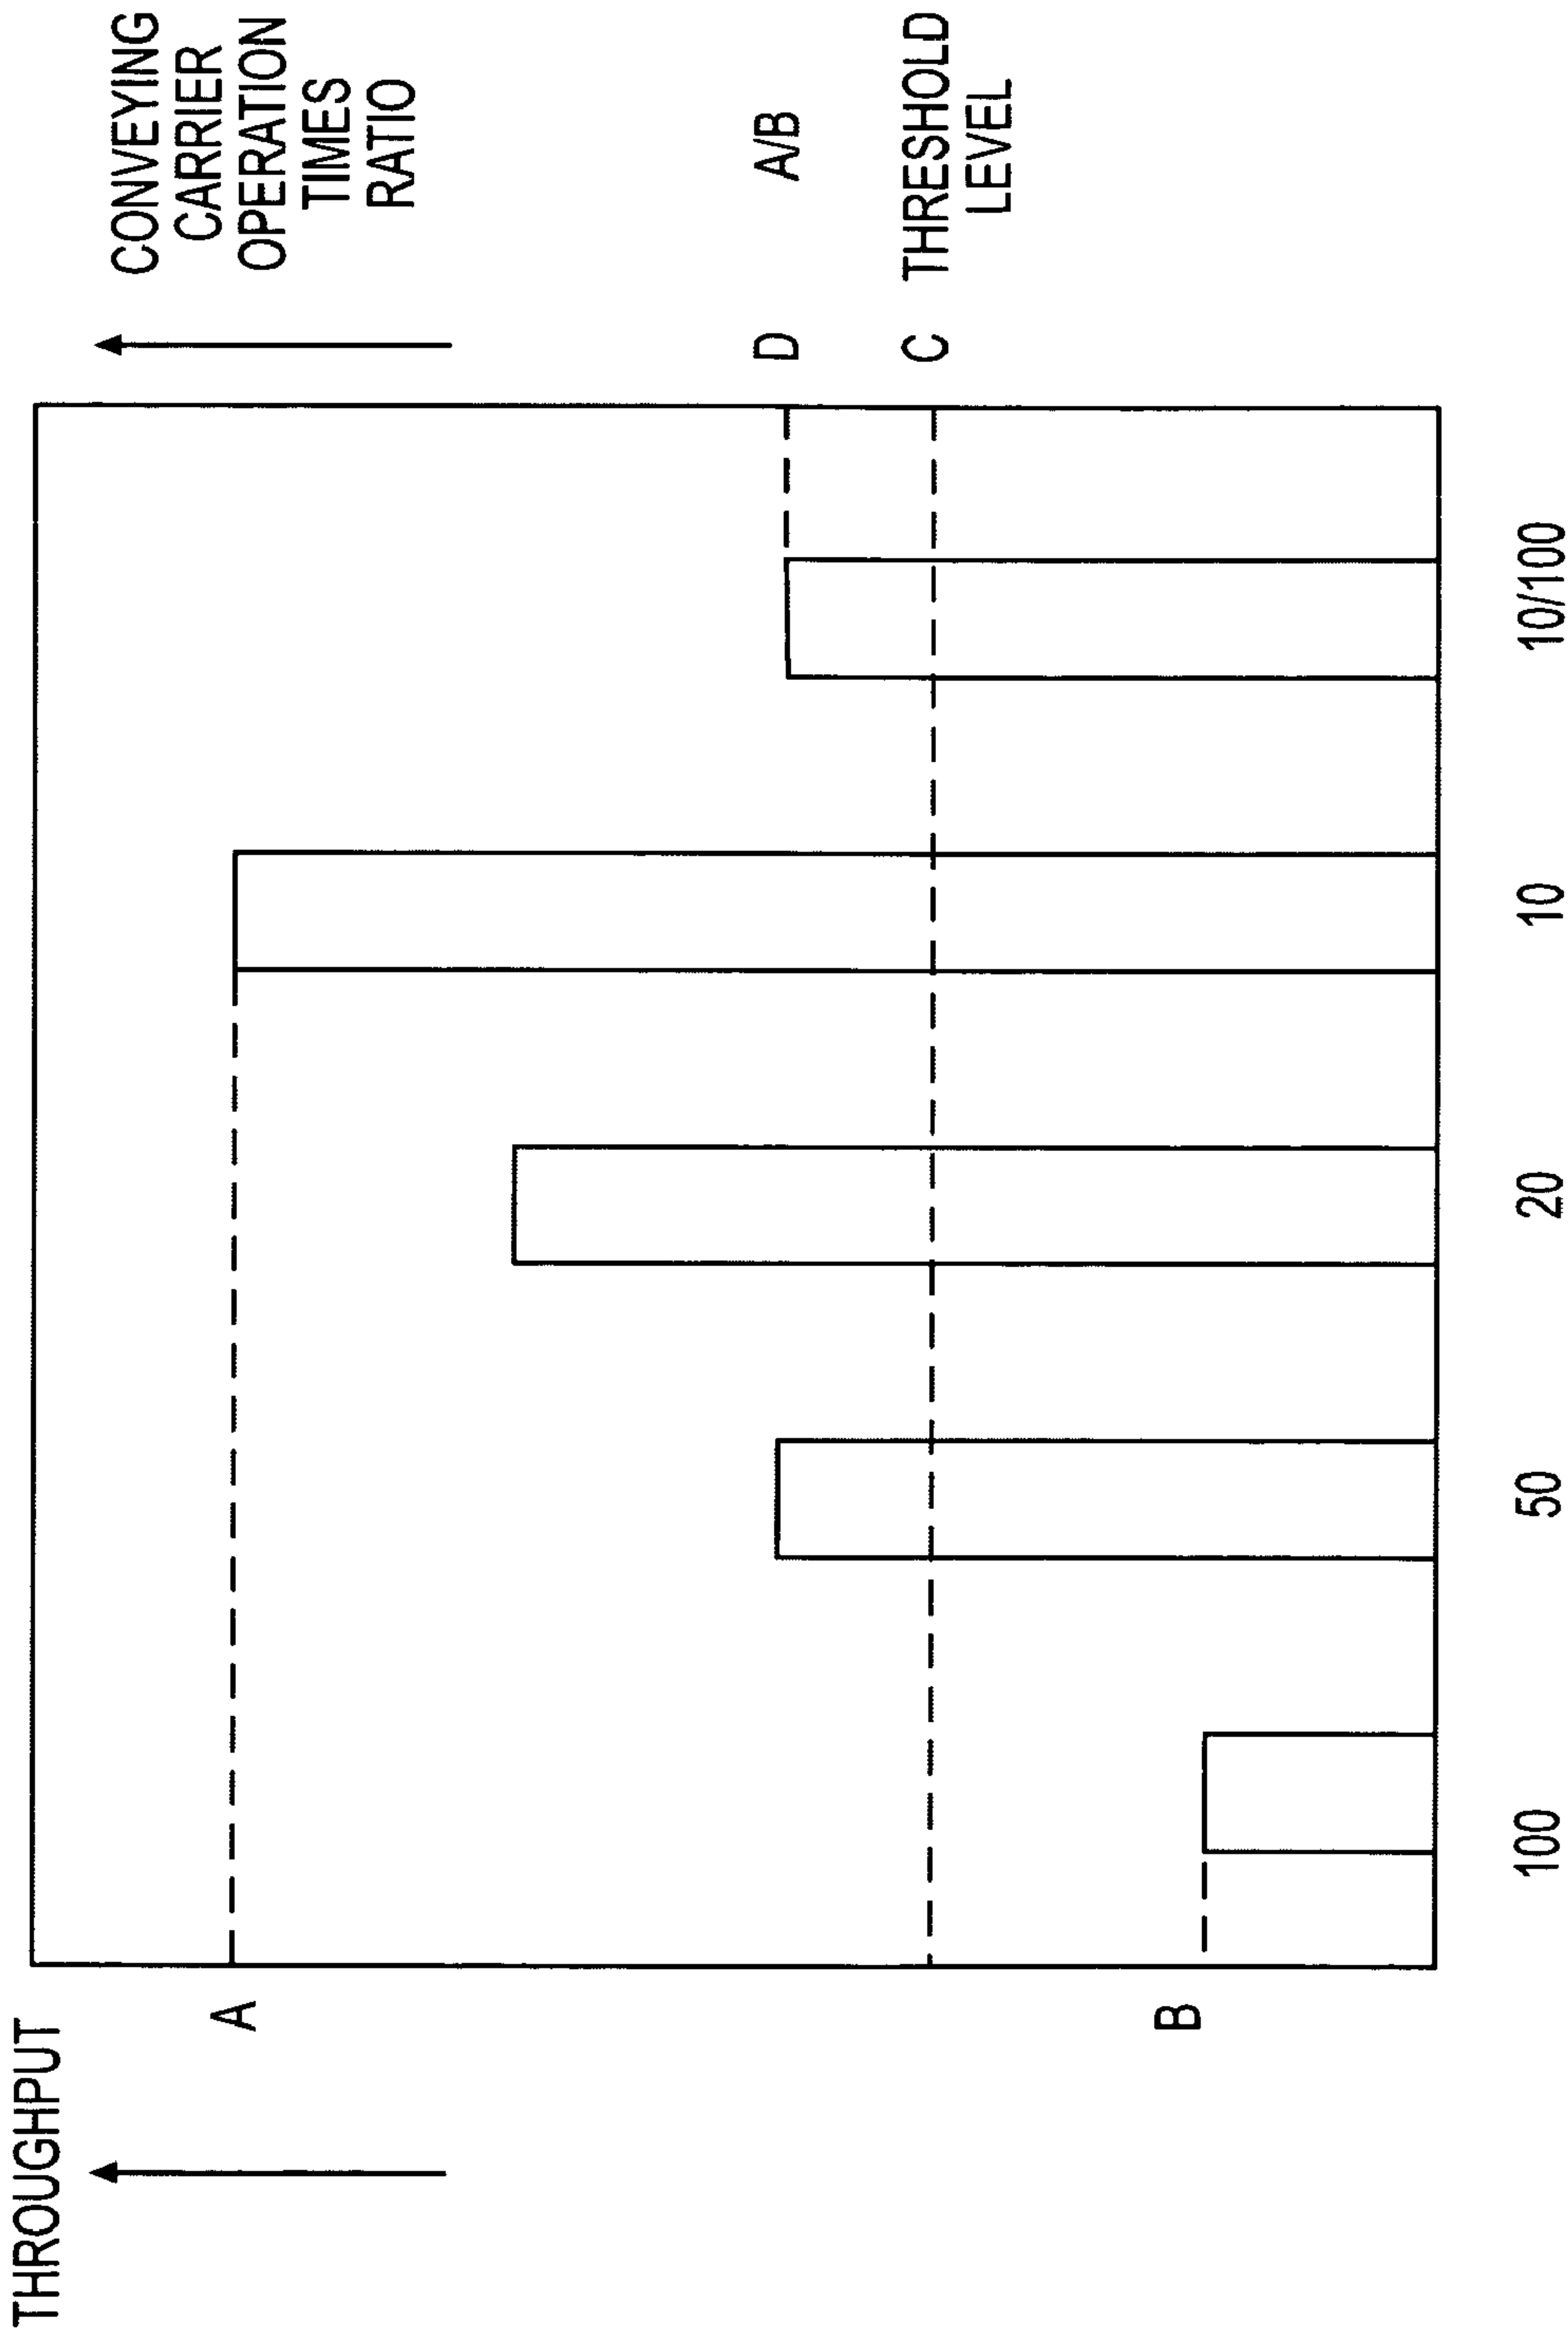 THROUGHPUT
A
B
CONVEYING
CARRIER
OPERATION
TIMES
RATIO
D A/B
C THRESHOLD
LEVEL
100 50 20 10 10/100